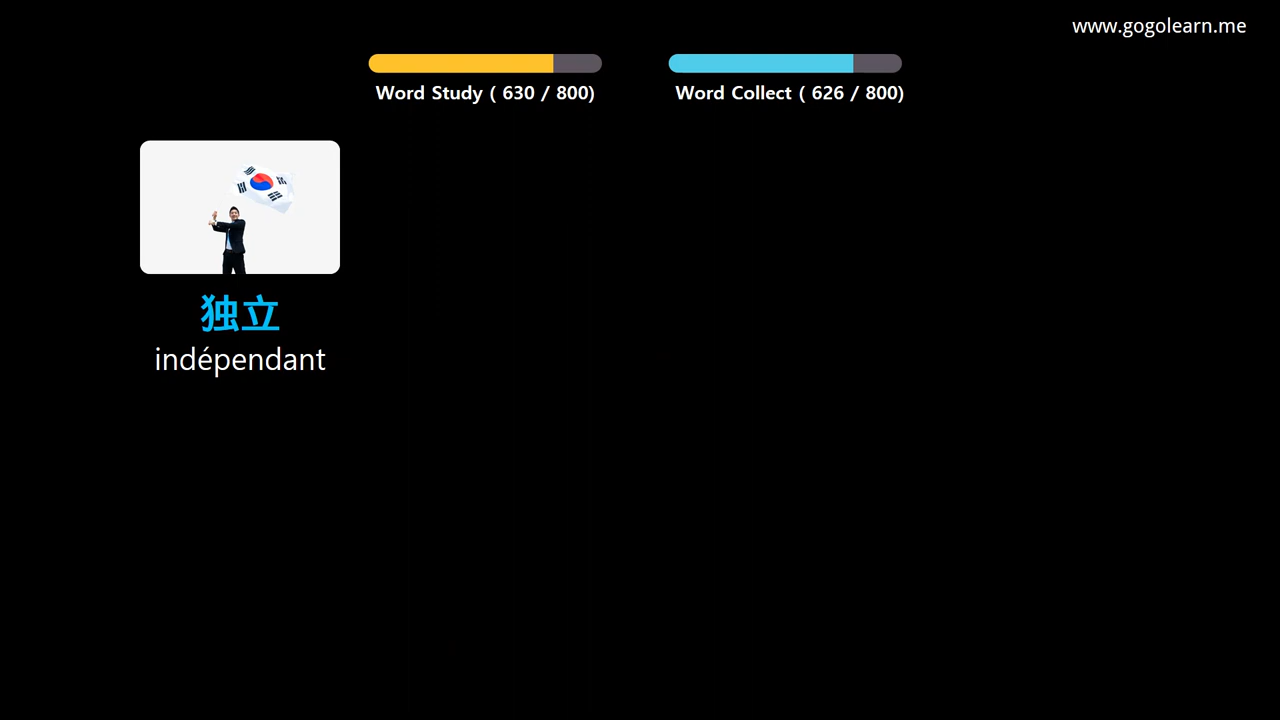 www.gogolearn.me
Word Study ( 630 / 800)
Word Collect ( 626 / 800)
独立
indépendant